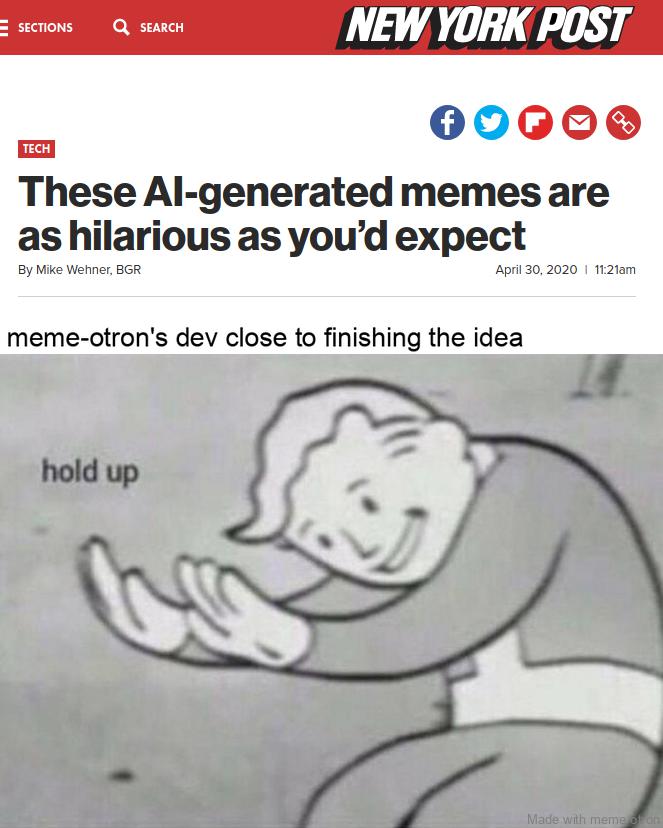 SECTIONS SEARCH NEW YORK POST
TECH
These AI-generated memes are
as hilarious as you’d expect
By Mike Wehner, BGR April 30, 2020 | 11:21am
meme-otron's dev close to finishing the idea
hold up
Made with meme-otron